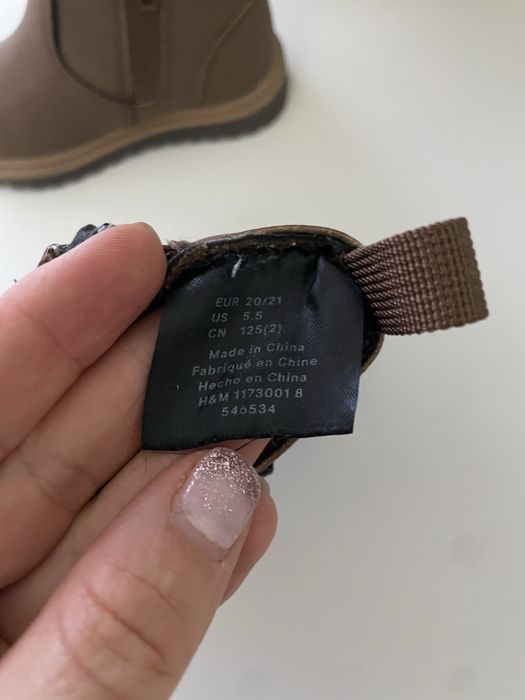 EUR 20/21
US 5.5
CN 125(2)
Made in China
Fabriqué en Chine
Hecho en China
H&M 1173001 8
546534